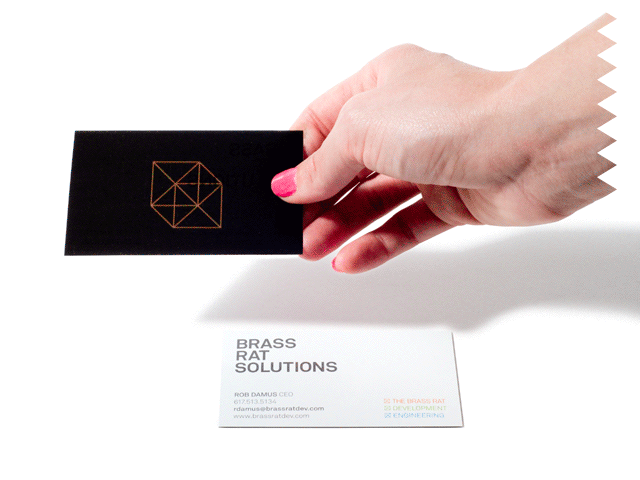 BRASS
RAT
SOLUTIONS
ROB DAMUS CEO
617.513.5134
rdamus@brassratdev.com
www.brassratdev.com
THE BRASS RAT
DEVELOPMENT
ENGINEERING